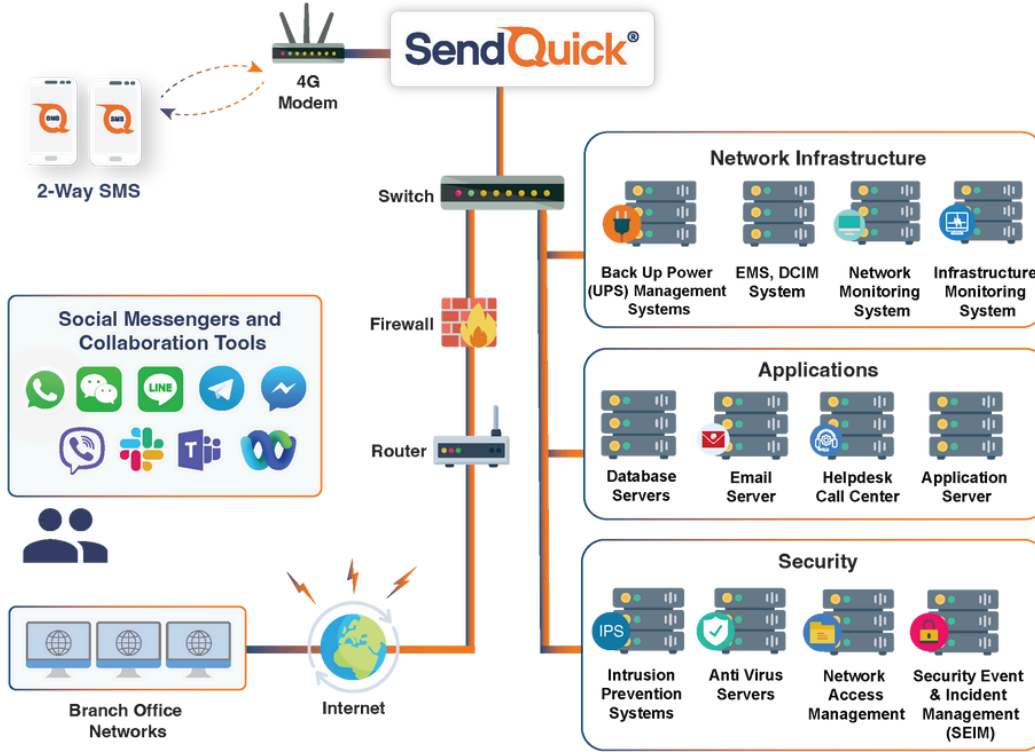 SendQuick®
4G
Modem
SMS
SMS
2-Way SMS
Switch
Network Infrastructure
Back Up Power
(UPS) Management
Systems
EMS, DCIM
System
Network
Monitoring
System
Infrastructure
Monitoring
System
Firewall
Social Messengers and
Collaboration Tools
LINE
T
Applications
Router
Database
Servers
Email
Server
Helpdesk
Call Center
Application
Server
Security
IPS
Intrusion
Prevention
Systems
Anti Virus
Servers
Network
Access
Management
Security Event
& Incident
Management
(SEIM)
Branch Office
Networks
Internet